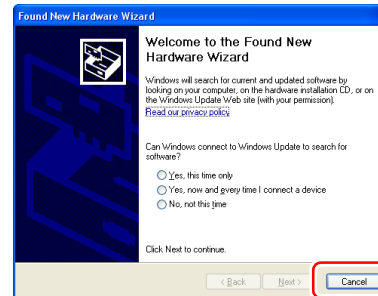 Found New Hardware Wizard
Welcome to the Found New
Hardware Wizard
Windows will search for current and updated software by
looking on your computer, on the hardware installation CD, or on
the Windows Update Web site (with your permission).
Read our privacy policy
Can Windows connect to Windows Update to search for
software?
Yes, this time only
Yes, now and every time I connect a device
No, not this time
Click Next to continue.
< Back
Next >
Cancel